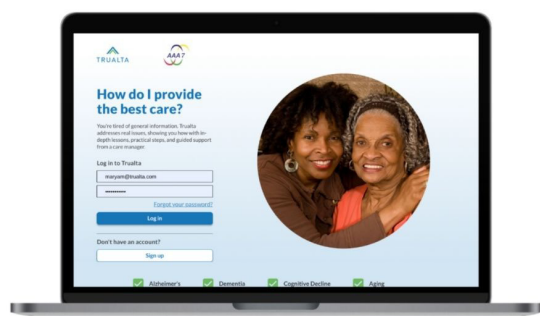 TRUALTA
AAA7
How do I provide
the best care?
You're tired of general information. Trualta
addresses real issues, showing you how with in-
depth lessons, practical steps, and guided support
from a care manager.
Log in to Trualta
maryam@trualta.com
Forgot your password?
Log in
Don't have an account?
Sign up
Alzheimer's Dementia Cognitive Decline Aging